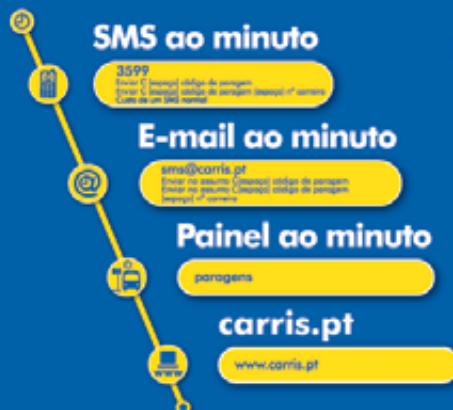 SMS ao minuto
3599
Enviar C (espaço) código de paragem
Enviar C (espaço) código de paragem (espaço) nº carreira
Custo de um SMS normal
E-mail ao minuto
sms@carris.pt
Enviar no assunto C(espaço) código de paragem
Enviar no assunto C(espaço) código de paragem
(espaço) nº carreira
Painel ao minuto
paragens
carris.pt
www.carris.pt